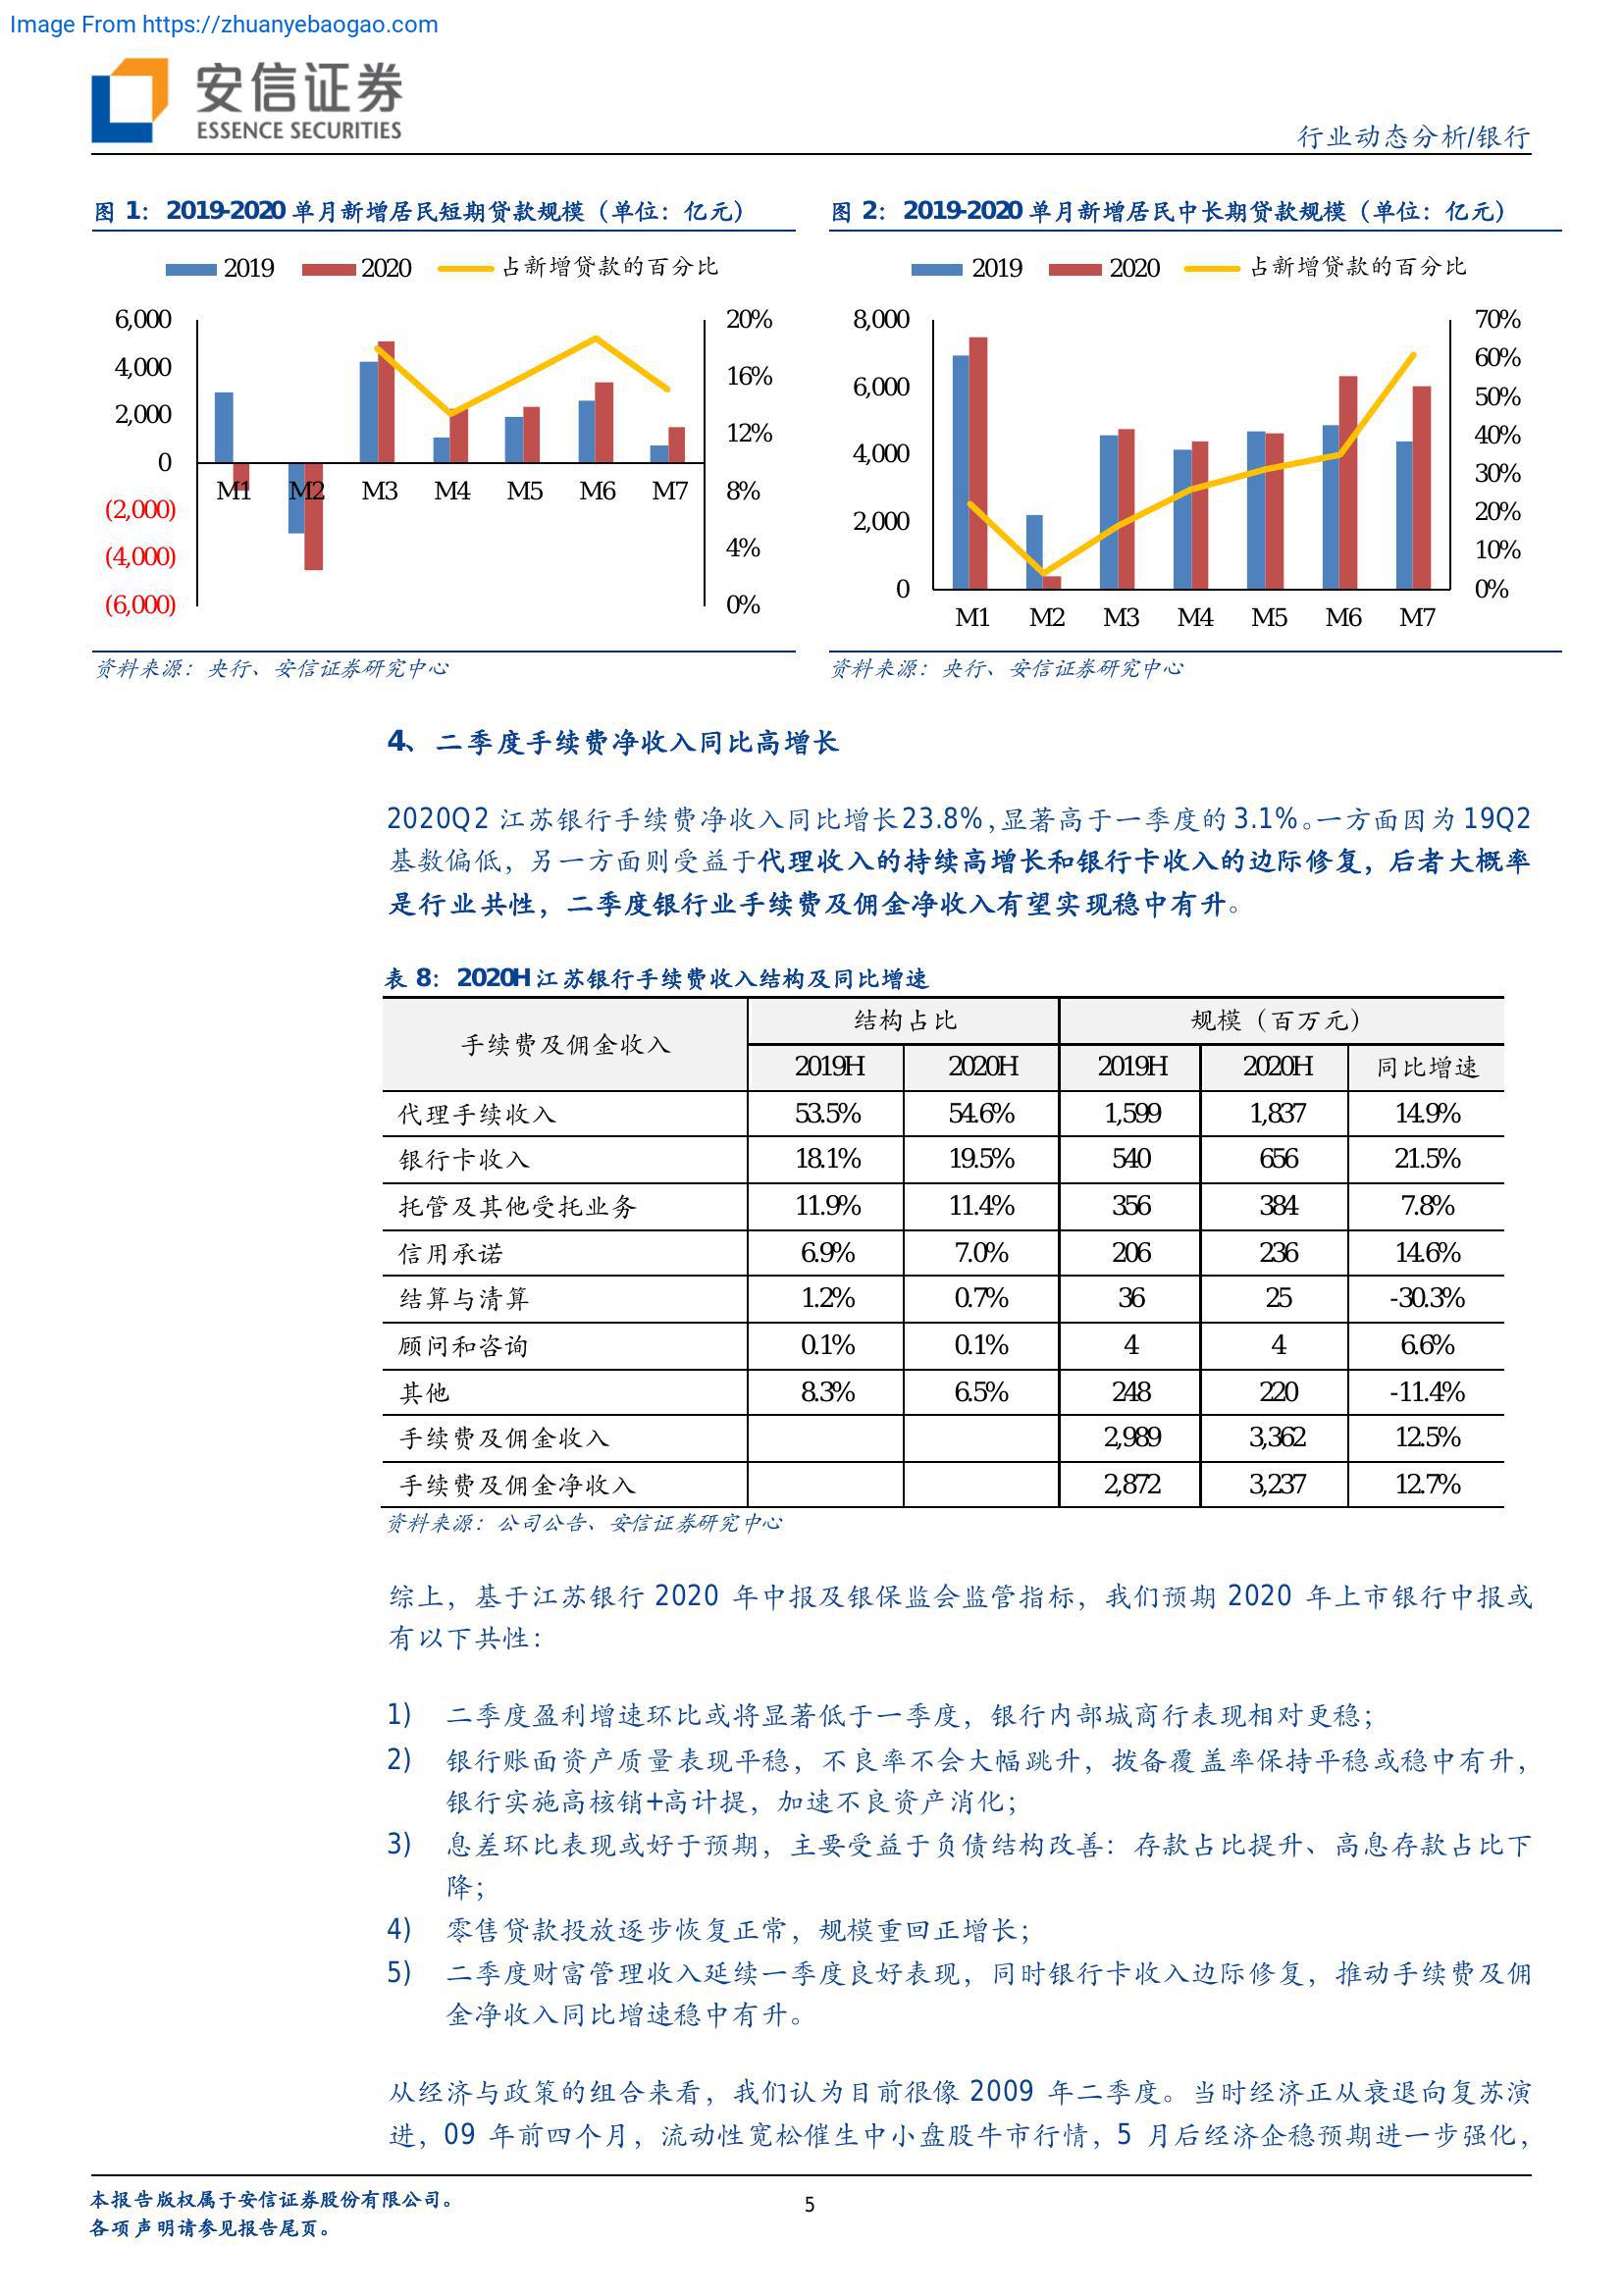 Image From https://zhuanyebaogao.com
安信证券
ESSENCE SECURITIES
行业动态分析/银行
图 1：2019-2020 单月新增居民短期贷款规模（单位：亿元）
2019 2020 占新增贷款的百分比
6,000
4,000
2,000
0
(2,000)
(4,000)
(6,000)
M1 M2 M3 M4 M5 M6 M7
20%
16%
12%
8%
4%
0%
资料来源：央行、安信证券研究中心
图 2：2019-2020 单月新增居民中长期贷款规模（单位：亿元）
2019 2020 占新增贷款的百分比
8,000
6,000
4,000
2,000
0
M1 M2 M3 M4 M5 M6 M7
70%
60%
50%
40%
30%
20%
10%
0%
资料来源：央行、安信证券研究中心
4、二季度手续费净收入同比高增长
2020Q2 江苏银行手续费净收入同比增长 23.8%，显著高于一季度的 3.1%。一方面因为 19Q2
基数偏低，另一方面则受益于代理收入的持续高增长和银行卡收入的边际修复，后者大概率
是行业共性，二季度银行业手续费及佣金净收入有望实现稳中有升。
表 8：2020H 江苏银行手续费收入结构及同比增速
手续费及佣金收入 结构占比 规模（百万元）
2019H 2020H 2019H 2020H 同比增速
代理手续收入 53.5% 54.6% 1,599 1,837 14.9%
银行卡收入 18.1% 19.5% 540 656 21.5%
托管及其他受托业务 11.9% 11.4% 356 384 7.8%
信用承诺 6.9% 7.0% 206 236 14.6%
结算与清算 1.2% 0.7% 36 25 -30.3%
顾问和咨询 0.1% 0.1% 4 4 6.6%
其他 8.3% 6.5% 248 220 -11.4%
手续费及佣金收入 2,989 3,362 12.5%
手续费及佣金净收入 2,872 3,237 12.7%
资料来源：公司公告、安信证券研究中心
综上，基于江苏银行 2020 年中报及银保监会监管指标，我们预期 2020 年上市银行中报或
有以下共性：
1) 二季度盈利增速环比或将显著低于一季度，银行内部城商行表现相对更稳；
2) 银行账面资产质量表现平稳，不良率不会大幅跳升，拨备覆盖率保持平稳或稳中有升，
银行实施高核销+高计提，加速不良资产消化；
3) 息差环比表现或好于预期，主要受益于负债结构改善：存款占比提升、高息存款占比下
降；
4) 零售贷款投放逐步恢复正常，规模重回正增长；
5) 二季度财富管理收入延续一季度良好表现，同时银行卡收入边际修复，推动手续费及佣
金净收入同比增速稳中有升。
从经济与政策的组合来看，我们认为目前很像 2009 年二季度。当时经济正从衰退向复苏演
进，09 年前四个月，流动性宽松催生中小盘股牛市行情，5 月后经济企稳预期进一步强化，
本报告版权属于安信证券股份有限公司。
各项声明请参见报告尾页。
5